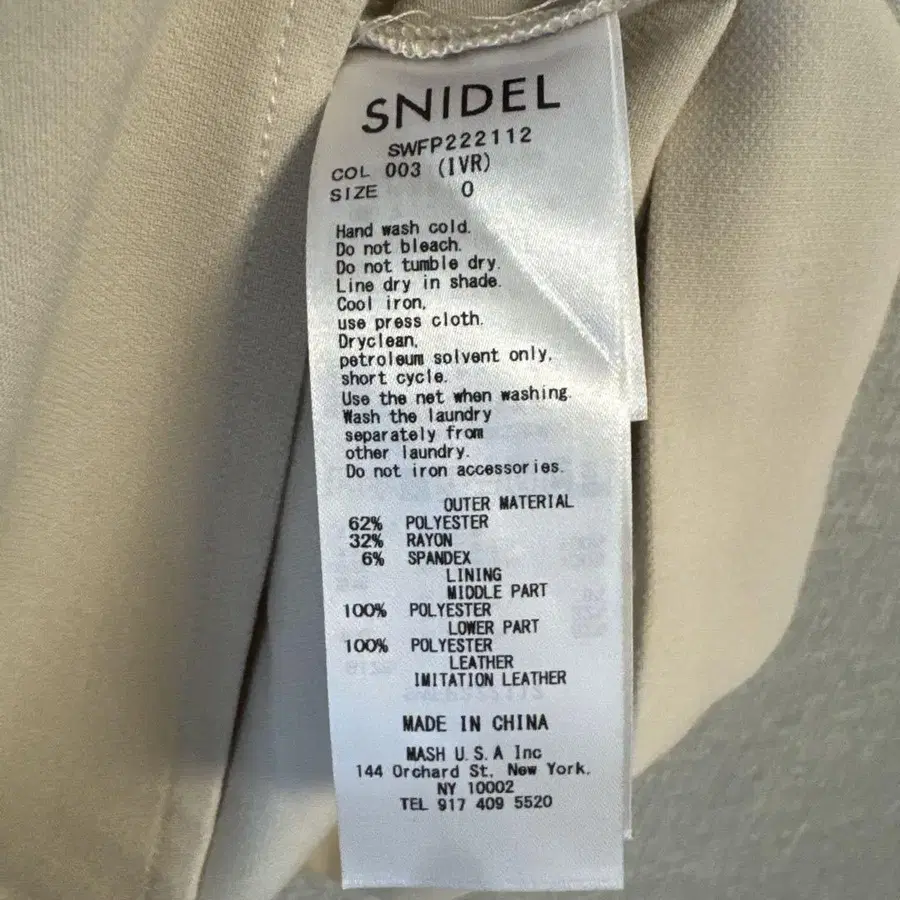 SNIDEL
SWFP222112
COL 003 (IVR)
SIZE 0
Hand wash cold.
Do not bleach.
Do not tumble dry.
Line dry in shade.
Cool iron,
use press cloth.
Dryclean,
petroleum solvent only,
short cycle.
Use the net when washing.
Wash the laundry
separately from
other laundry.
Do not iron accessories.
OUTER MATERIAL
62% POLYESTER
32% RAYON
6% SPANDEX
LINING
MIDDLE PART
100% POLYESTER
LOWER PART
100% POLYESTER
LEATHER
IMITATION LEATHER
MADE IN CHINA
MASH U.S.A Inc
144 Orchard St, New York,
NY 10002
TEL 917 409 5520